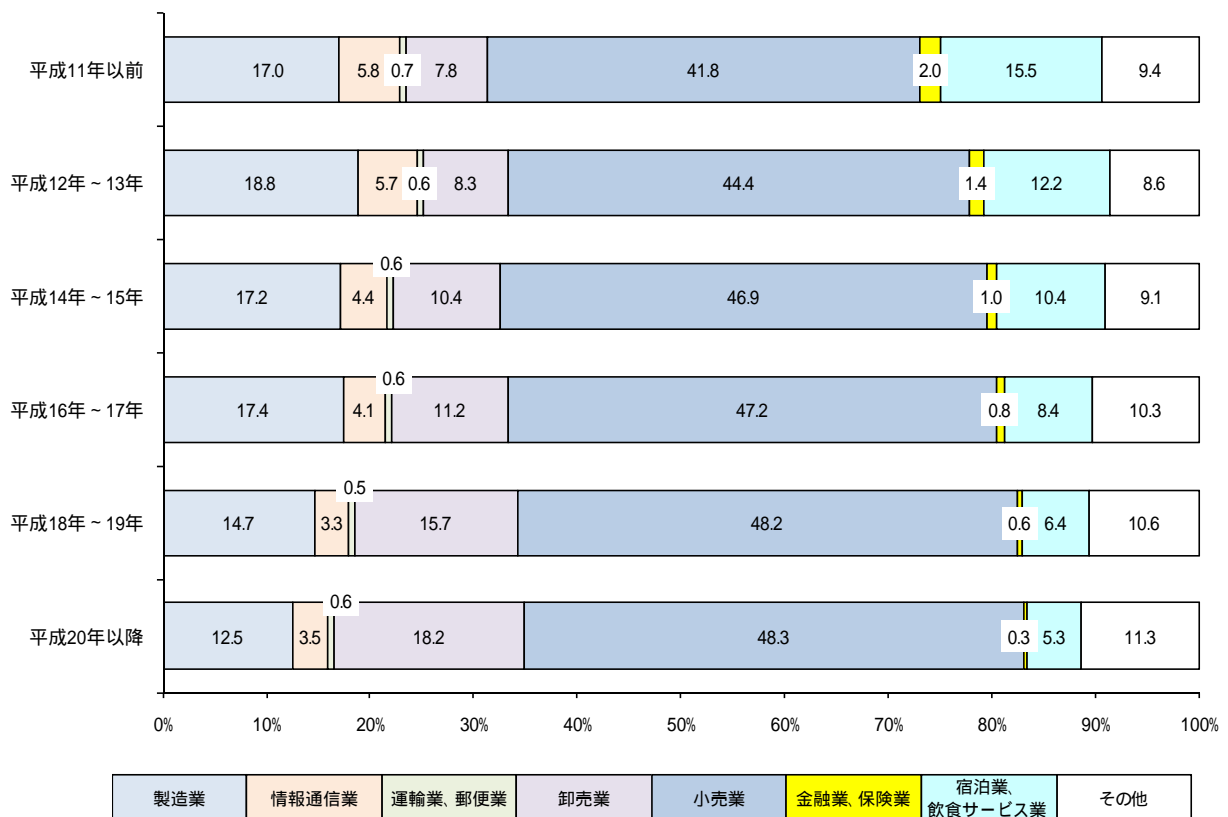 平成11年以前 17.0 5.8 0.7 7.8 41.8 2.0 15.5 9.4
平成12年～13年 18.8 5.7 0.6 8.3 44.4 1.4 12.2 8.6
0.6
平成14年～15年 17.2 4.4 10.4 46.9 1.0 10.4 9.1
0.6
平成16年～17年 17.4 4.1 11.2 47.2 0.8 8.4 10.3
0.5
平成18年～19年 14.7 3.3 15.7 48.2 0.6 6.4 10.6
0.6
平成20年以降 12.5 3.5 18.2 48.3 0.3 5.3 11.3
0% 10% 20% 30% 40% 50% 60% 70% 80% 90% 100%
製造業 情報通信業 運輸業、郵便業 卸売業 小売業 金融業、保険業 宿泊業、
飲食サービス業 その他